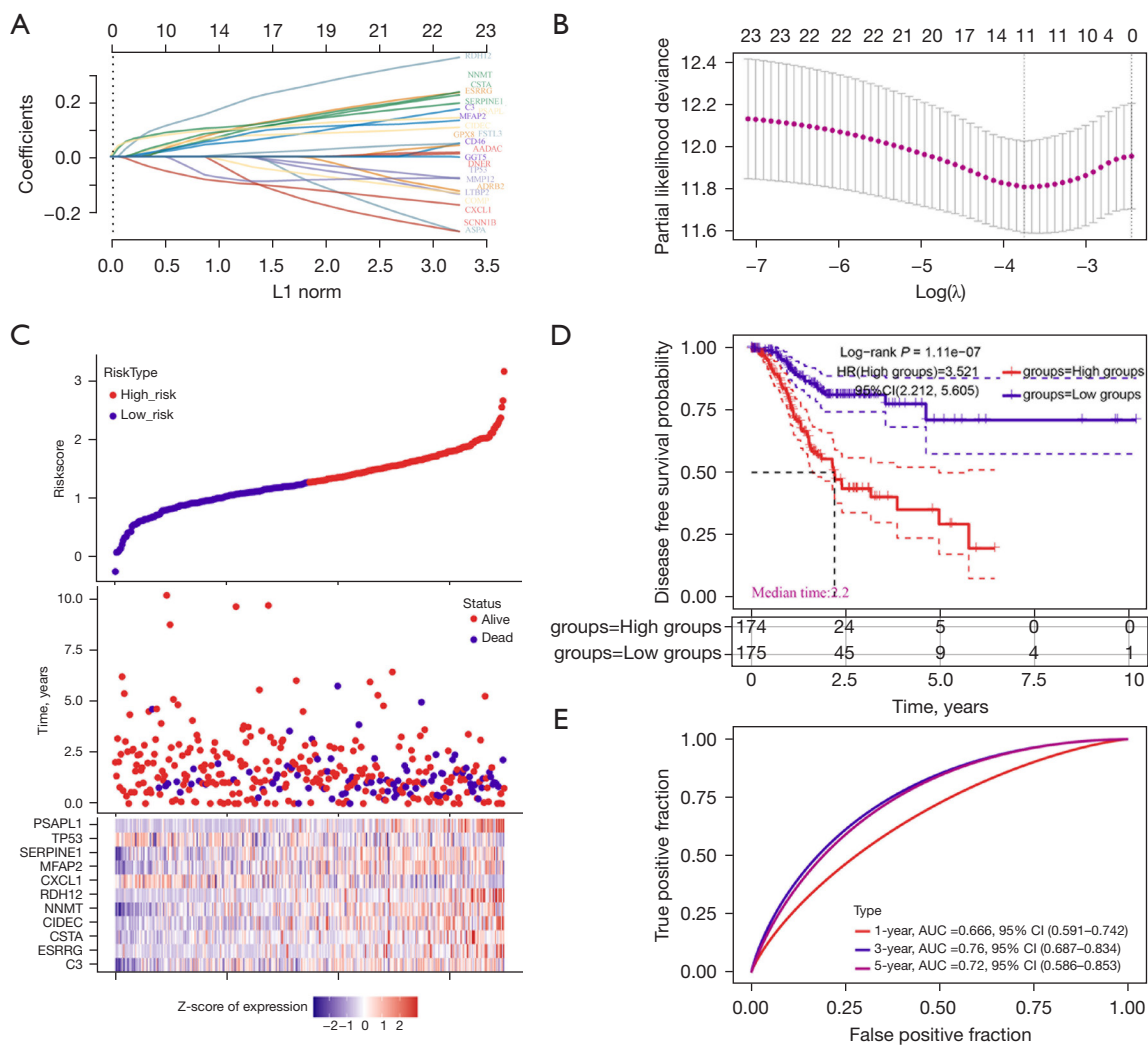 A
0 10 14 17 21 22 22 23
Coefficients
0.2
0.0
−0.2
RDH12
NNMT
CSTA
ESRRG
SERPINE1
C3
MFAP2
GPX8
FSTL3
CD46
AADAC
GGT5
DNER
TP53
MMP12
ADRB2
LTBP2
CXCL1
SCNN1B
ASPA
0.0 0.5 1.0 1.5 2.0 2.5 3.0 3.5
L1 norm
B
23 23 22 22 22 21 20 17 14 11 11 10 4 0
Partial likelihood deviance
12.4
12.2
12.0
11.8
11.6
−7 −6 −5 −4 −3
Log(λ)
C
RiskType
High_risk
Low_risk
Riskscore
3
2
1
0
Status
Alive
Dead
Time, years
10.0
7.5
5.0
2.5
0.0
PSAPL1
TP53
SERPINE1
MFAP2
CXCL1
RDH12
NNMT
CIDEC
CSTA
ESRRG
C3
Z-score of expression
−2 −1 0 1 2
D
Disease free survival probability
1.00
0.75
0.50
0.25
0.00
Log-rank P = 1.11e−07
HR(High groups)=3.521
95%CI(2.212, 5.605)
groups=High groups
groups=Low groups
Median time:2.2
groups=High groups 174 24 5 0 0
groups=Low groups 175 45 9 4 1
0 2.5 5.0 7.5 10
Time, years
E
True positive fraction
1.00
0.75
0.50
0.25
0.00
Type
1-year, AUC =0.666, 95% CI (0.591–0.742)
3-year, AUC =0.76, 95% CI (0.687–0.834)
5-year, AUC =0.72, 95% CI (0.586–0.853)
0.00 0.25 0.50 0.75 1.00
False positive fraction